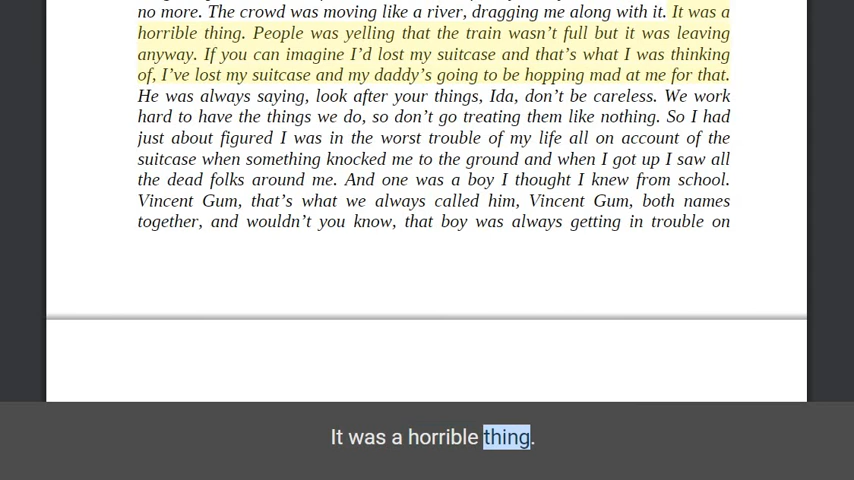 no more. The crowd was moving like a river, dragging me along with it. It was a
horrible thing. People was yelling that the train wasn’t full but it was leaving
anyway. If you can imagine I’d lost my suitcase and that’s what I was thinking
of, I’ve lost my suitcase and my daddy’s going to be hopping mad at me for that.
He was always saying, look after your things, Ida, don’t be careless. We work
hard to have the things we do, so don’t go treating them like nothing. So I had
just about figured I was in the worst trouble of my life all on account of the
suitcase when something knocked me to the ground and when I got up I saw all
the dead folks around me. And one was a boy I thought I knew from school.
Vincent Gum, that’s what we always called him, Vincent Gum, both names
together, and wouldn’t you know, that boy was always getting in trouble on
It was a horrible thing.